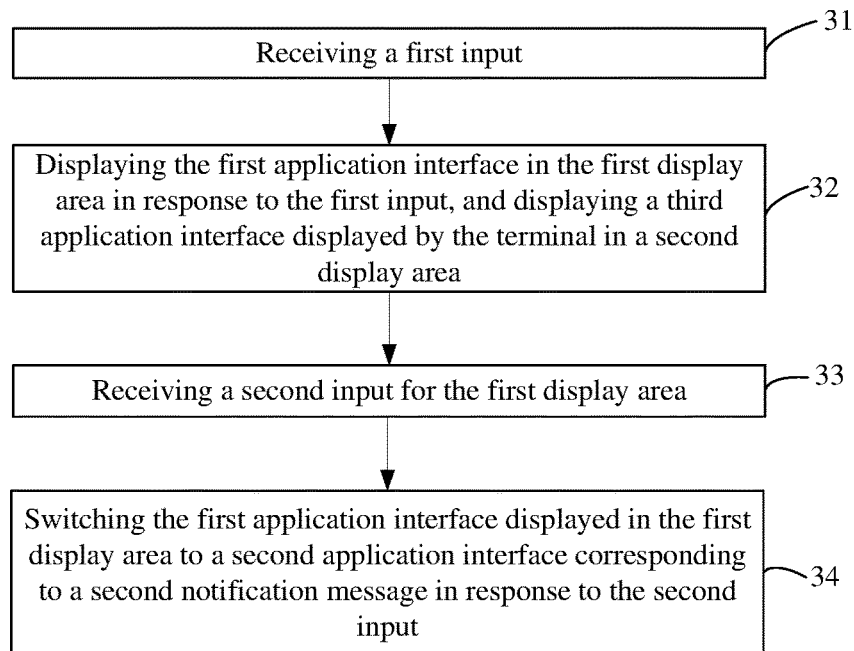 31
Receiving a first input
Displaying the first application interface in the first display
area in response to the first input, and displaying a third
application interface displayed by the terminal in a second
display area
32
Receiving a second input for the first display area
33
Switching the first application interface displayed in the first
display area to a second application interface corresponding
to a second notification message in response to the second
input
34